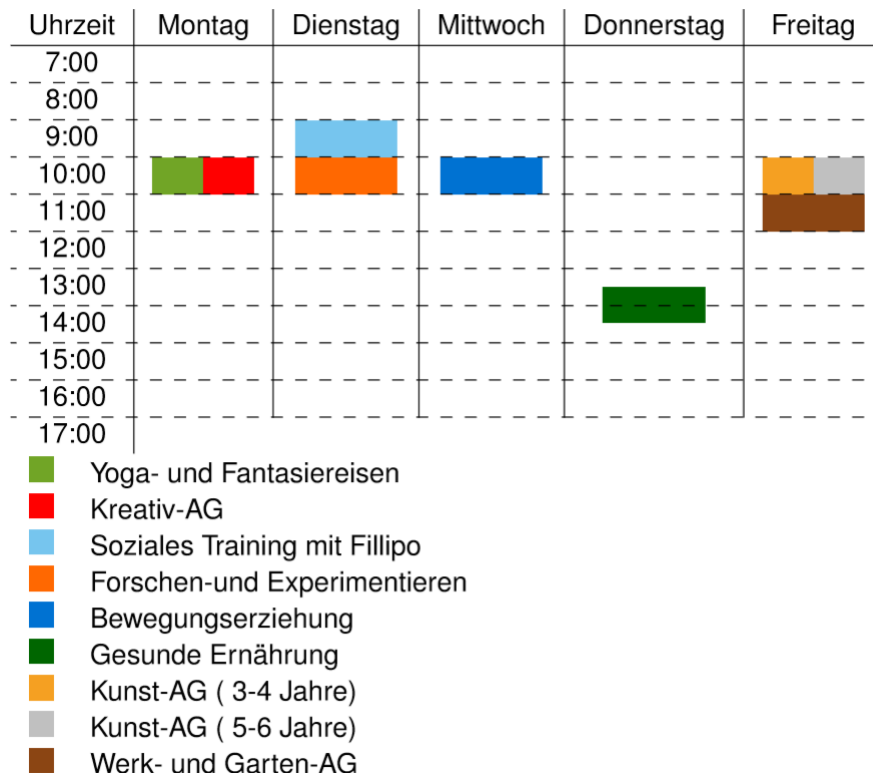 Uhrzeit Montag Dienstag Mittwoch Donnerstag Freitag
7:00
8:00
9:00
10:00
11:00
12:00
13:00
14:00
15:00
16:00
17:00
Yoga- und Fantasiereisen
Kreativ-AG
Soziales Training mit Fillipo
Forschen-und Experimentieren
Bewegungserziehung
Gesunde Ernährung
Kunst-AG ( 3-4 Jahre)
Kunst-AG ( 5-6 Jahre)
Werk- und Garten-AG